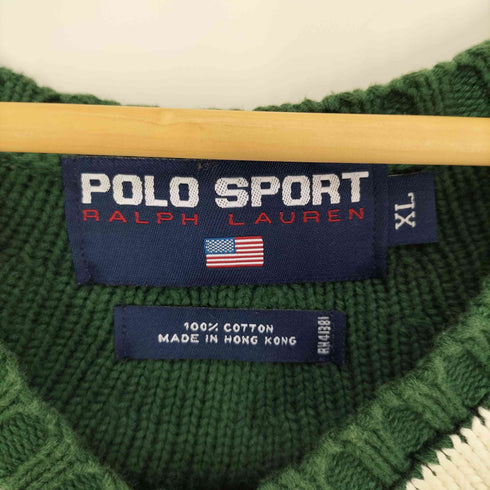 POLO SPORT
RALPH LAUREN
XL
100% COTTON
MADE IN HONG KONG
RN41381